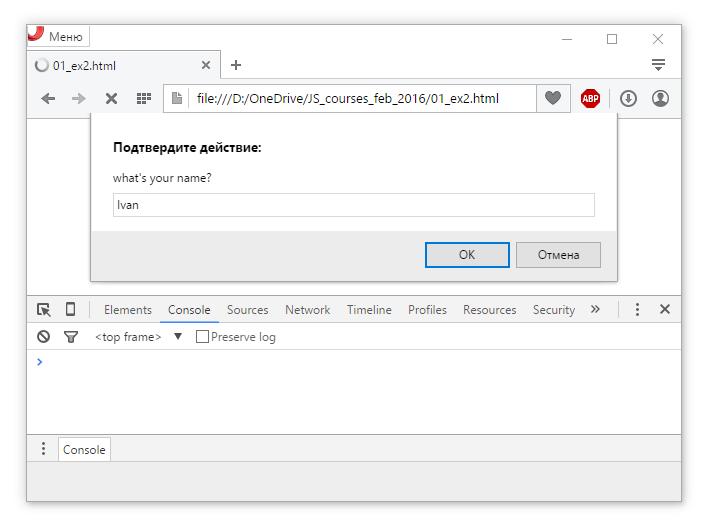 Меню
01_ex2.html
file:///D:/OneDrive/JS_courses_feb_2016/01_ex2.html
ABP
Подтвердите действие:
what's your name?
Ivan
OK
Отмена
Elements Console Sources Network Timeline Profiles Resources Security
<top frame> Preserve log
Console